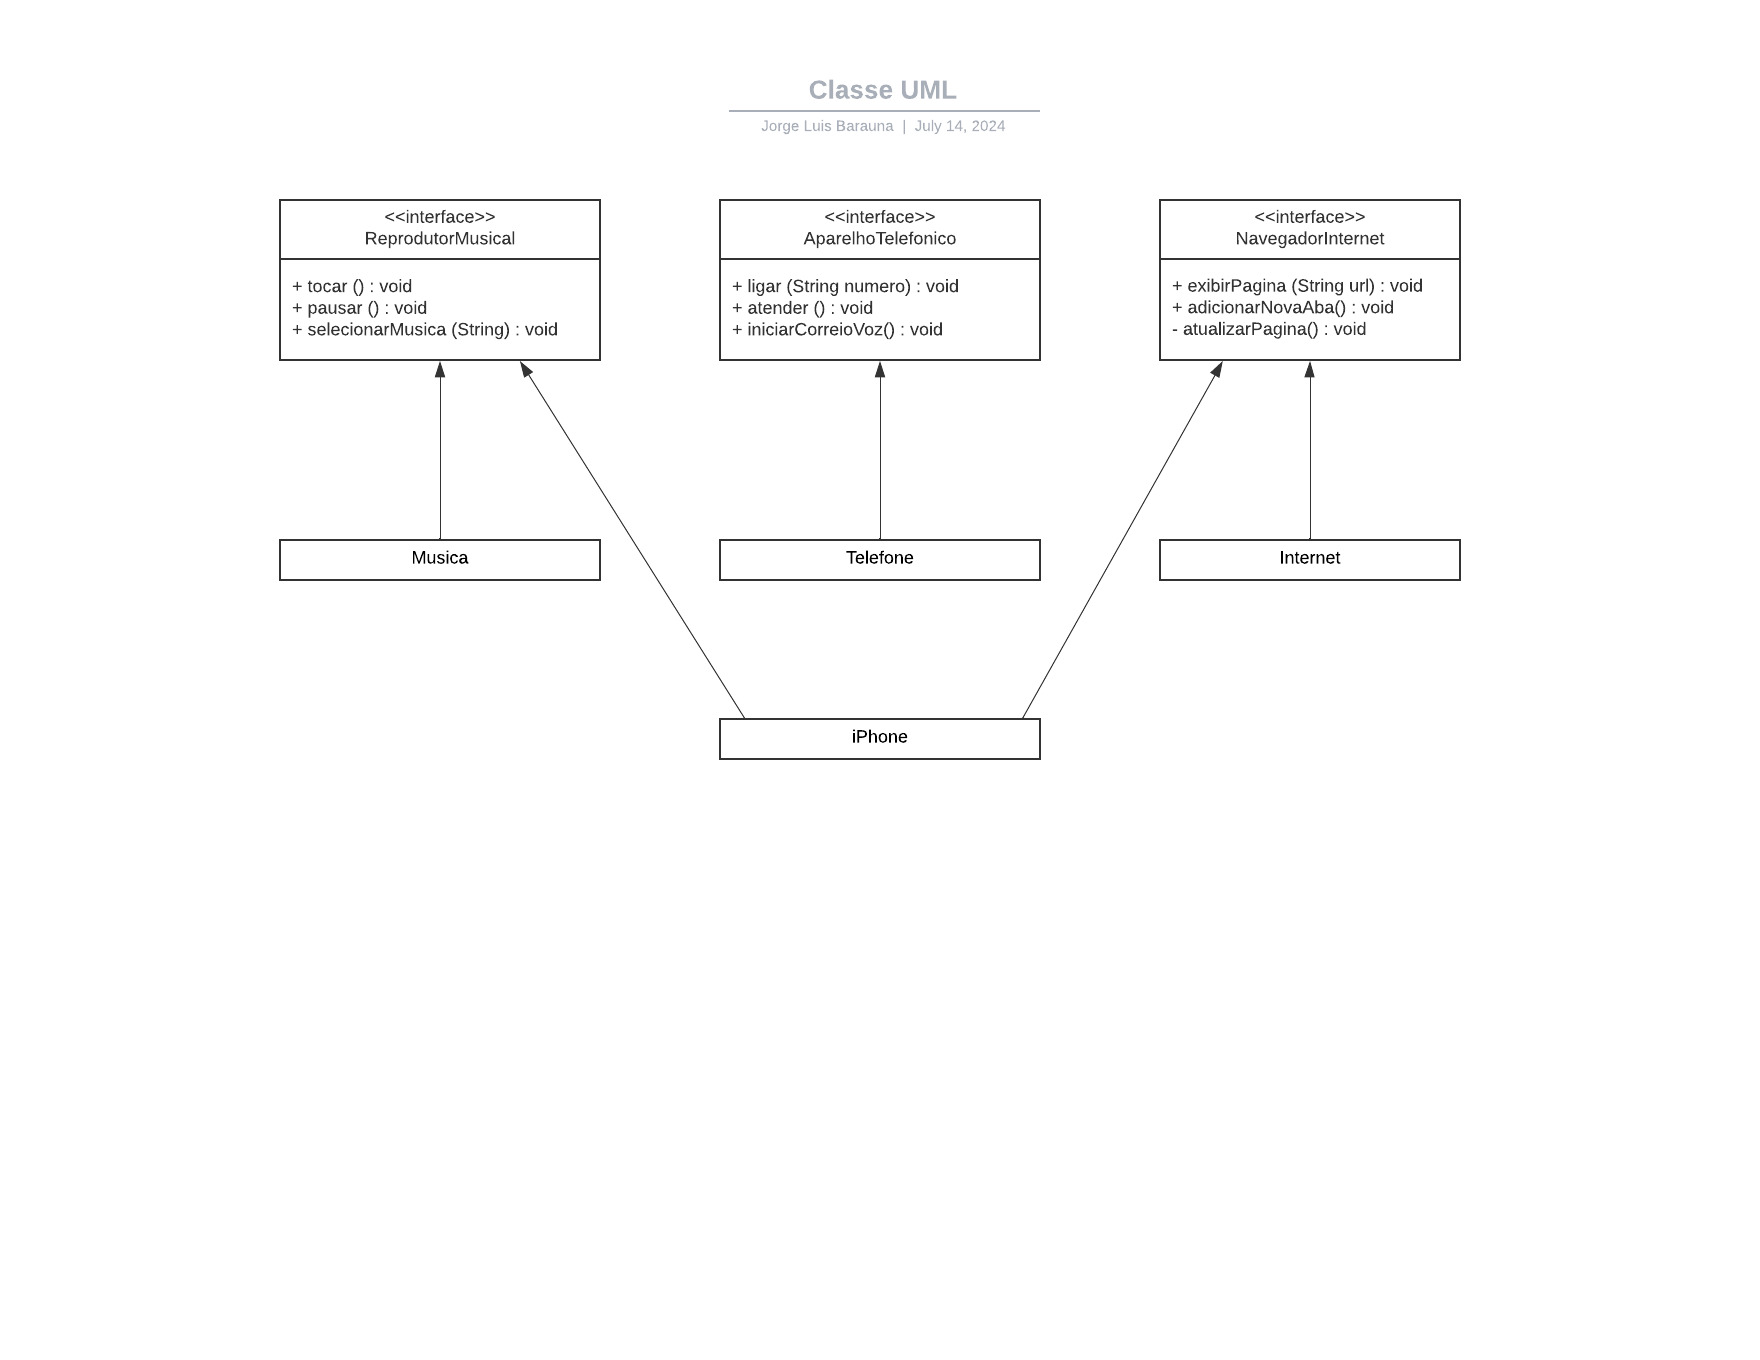 Classe UML
Jorge Luis Barauna | July 14, 2024
<<interface>>
ReprodutorMusical
+ tocar () : void
+ pausar () : void
+ selecionarMusica (String) : void
<<interface>>
AparelhoTelefonico
+ ligar (String numero) : void
+ atender () : void
+ iniciarCorreioVoz() : void
<<interface>>
NavegadorInternet
+ exibirPagina (String url) : void
+ adicionarNovaAba() : void
- atualizarPagina() : void
Musica
Telefone
Internet
iPhone